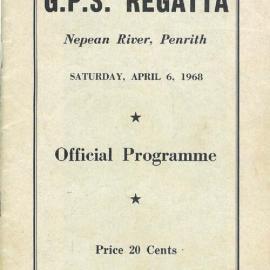 G.P.S. REGATTA
Nepean River, Penrith
SATURDAY, APRIL 6, 1968
Official Programme
Price 20 Cents